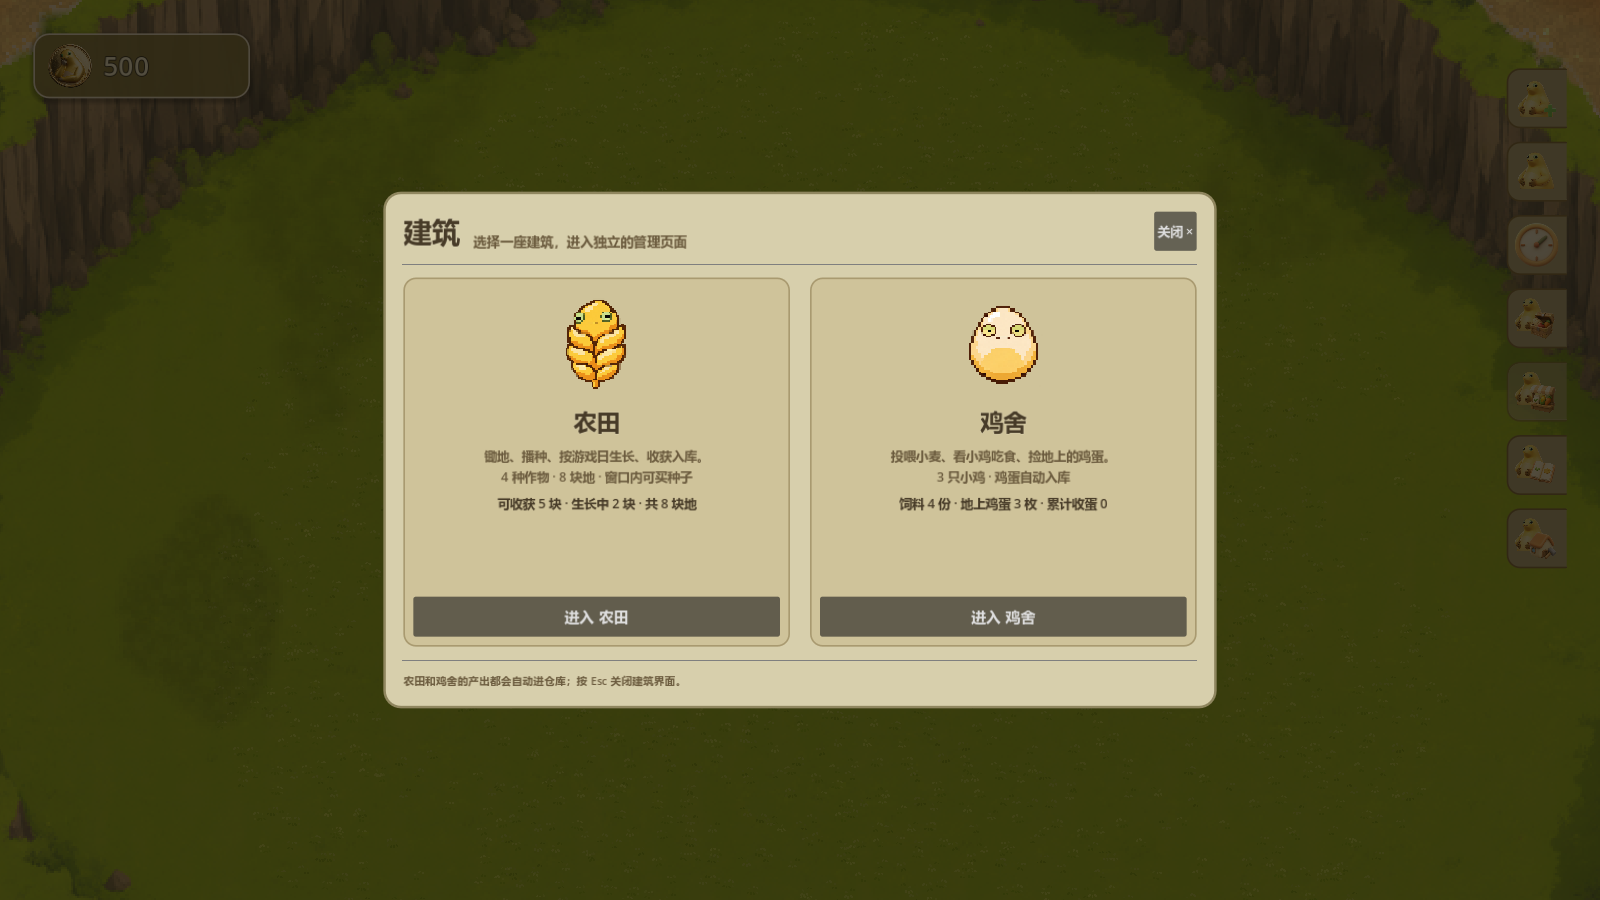 500
建筑 选择一座建筑，进入独立的管理页面
关闭 ×
农田
锄地、播种、按游戏日生长、收获入库。
4 种作物 · 8 块地 · 窗口内可买种子
可收获 5 块 · 生长中 2 块 · 共 8 块地
进入 农田
鸡舍
投喂小麦、看小鸡吃食、捡地上的鸡蛋。
3 只小鸡 · 鸡蛋自动入库
饲料 4 份 · 地上鸡蛋 3 枚 · 累计收蛋 0
进入 鸡舍
农田和鸡舍的产出都会自动进仓库；按 Esc 关闭建筑界面。